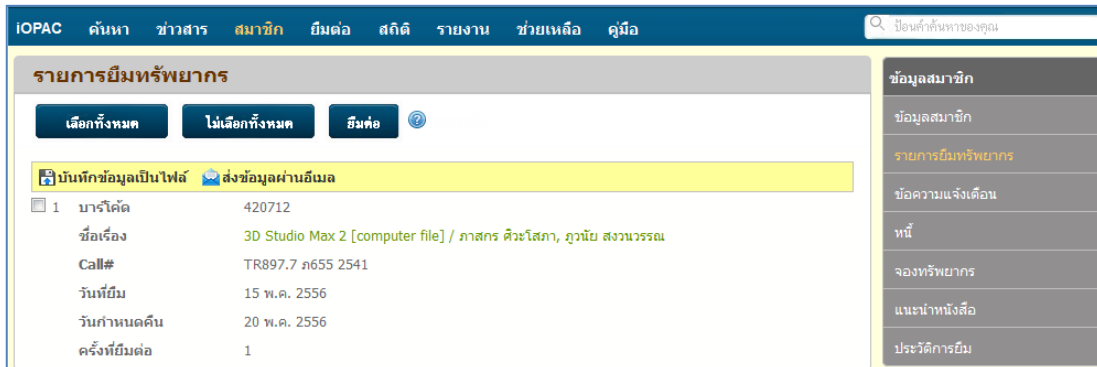 iOPAC ค้นหา ข่าวสาร สมาชิก ยืมต่อ สถิติ รายงาน ช่วยเหลือ คู่มือ ป้อนคำค้นหาของคุณ
รายการยืมทรัพยากร
เลือกทั้งหมด ไม่เลือกทั้งหมด ยืมต่อ
บันทึกข้อมูลเป็นไฟล์ ส่งข้อมูลผ่านอีเมล
1 บาร์โค้ด 420712
ชื่อเรื่อง 3D Studio Max 2 [computer file] / ภาสกร ศิวะโสภา, ภูวนัย สงวนวรรณ
Call# TR897.7 ภ655 2541
วันที่ยืม 15 พ.ค. 2556
วันกำหนดคืน 20 พ.ค. 2556
ครั้งที่ยืมต่อ 1
ข้อมูลสมาชิก
ข้อมูลสมาชิก
รายการยืมทรัพยากร
ข้อความแจ้งเตือน
หนี้
จองทรัพยากร
แนะนำหนังสือ
ประวัติการยืม